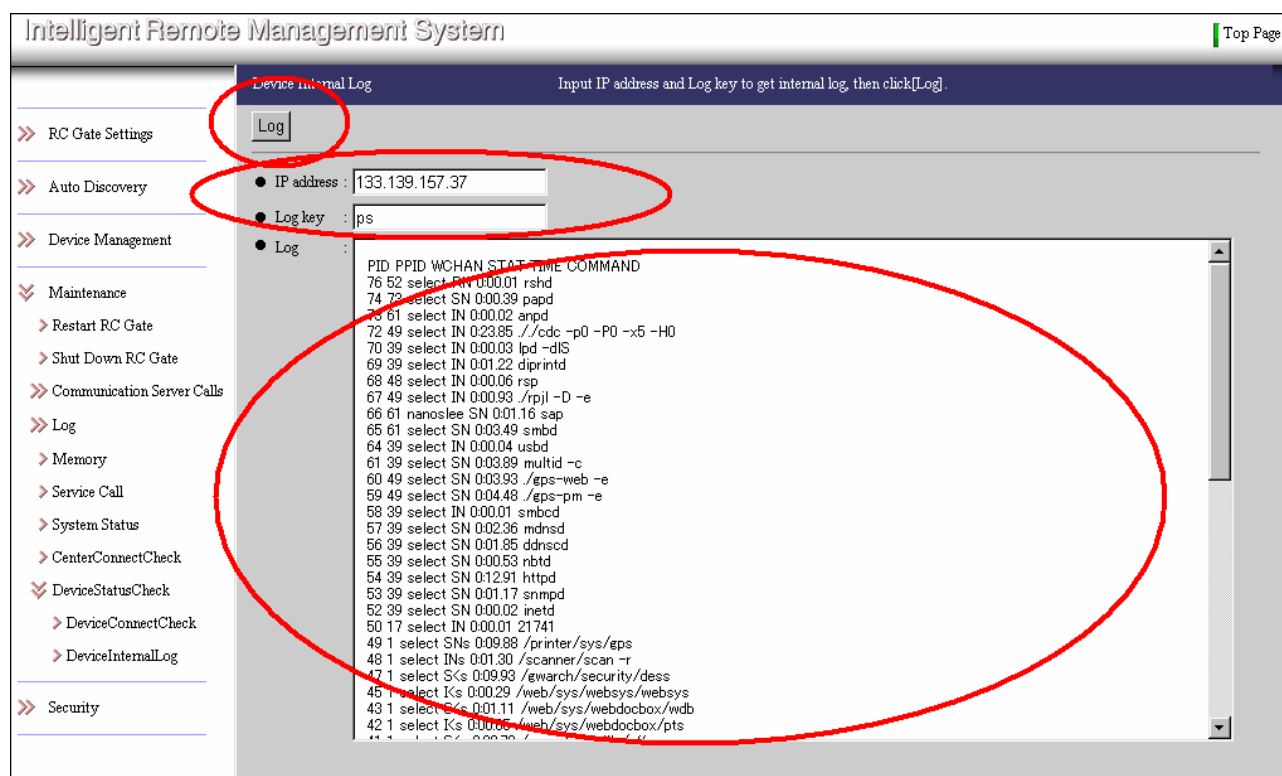 Intelligent Remote Management System
Top Page
Device Internal Log
Input IP address and Log key to get internal log, then click[Log].
RC Gate Settings
Auto Discovery
Device Management
Maintenance
Restart RC Gate
Shut Down RC Gate
Communication Server Calls
Log
Memory
Service Call
System Status
CenterConnectCheck
DeviceStatusCheck
DeviceConnectCheck
DeviceInternalLog
Security
Log
IP address : 133.139.157.37
Log key : ps
Log :
PID PPID WCHAN STAT TIME COMMAND
76 52 select RN 0:00.01 rshd
74 73 select SN 0:00.39 papd
73 61 select IN 0:00.02 anpd
72 49 select IN 0:23.85 ././cdc -p0 -P0 -x5 -H0
70 39 select IN 0:00.03 lpd -dIS
69 39 select IN 0:01.22 diprintd
68 48 select IN 0:00.06 rsp
67 49 select IN 0:00.93 ./rpjl -D -e
66 61 nanoslee SN 0:01.16 sap
65 61 select SN 0:03.49 smbd
64 39 select IN 0:00.04 usbd
61 39 select SN 0:03.89 multid -c
60 49 select SN 0:03.93 ./gps-web -e
59 49 select SN 0:04.48 ./gps-pm -e
58 39 select IN 0:00.01 smbcd
57 39 select SN 0:02.36 mdnsd
56 39 select SN 0:01.85 ddnscd
55 39 select SN 0:00.53 nbtd
54 39 select SN 0:12.91 httpd
53 39 select SN 0:01.17 snmpd
52 39 select SN 0:00.02 inetd
50 17 select IN 0:00.01 21741
49 1 select SNs 0:09.88 /printer/sys/gps
48 1 select INs 0:01.30 /scanner/scan -r
47 1 select S<s 0:09.93 /gwarch/security/dess
45 1 select I<s 0:00.29 /web/sys/websys/websys
43 1 select S<s 0:01.11 /web/sys/webdocbox/wdb
42 1 select I<s 0:00.05 /web/sys/webdocbox/pts